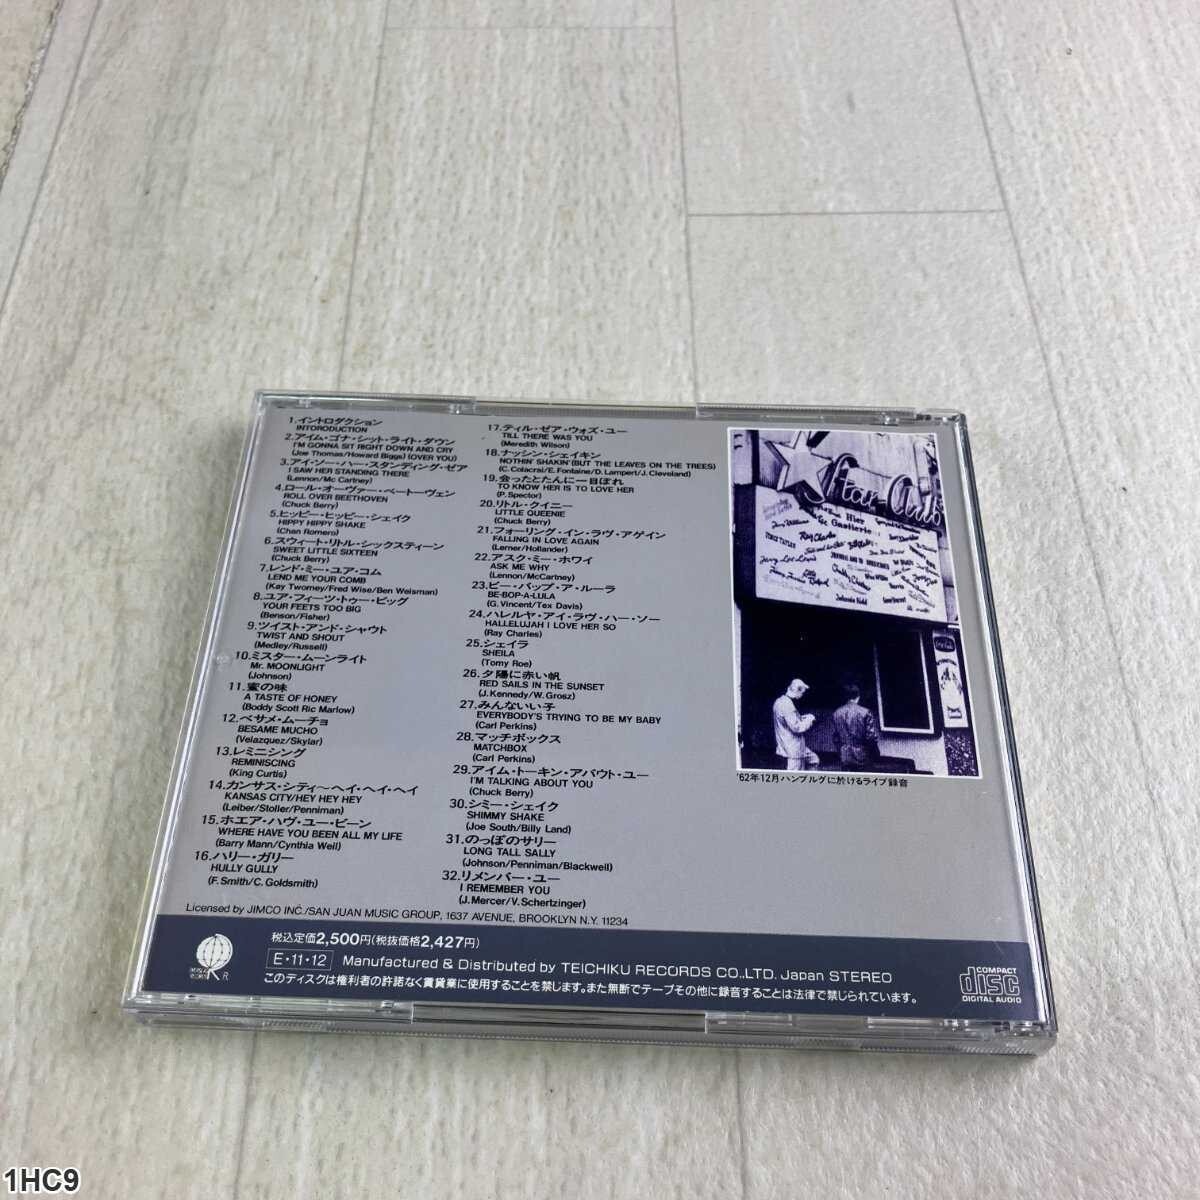 1.イントロダクション
INTORODUCTION
2.アイム・ゴナ・シット・ライト・ダウン
I'M GONNA SIT RIGHT DOWN AND CRY
(Joe Thomas/Howard Biggs) (OVER YOU)
3.アイ・ソー・ハー・スタンディング・ゼア
I SAW HER STANDING THERE
(Lennon/Mc Cartney)
4.ロール・オーヴァー・ベートーヴェン
ROLL OVER BEETHOVEN
(Chuck Berry)
5.ヒッピー・ヒッピー・シェイク
HIPPY HIPPY SHAKE
(Chan Romero)
6.スウィート・リトル・シックスティーン
SWEET LITTLE SIXTEEN
(Chuck Berry)
7.レンド・ミー・ユア・コム
LEND ME YOUR COMB
(Kay Twomey/Fred Wise/Ben Weisman)
8.ユア・フィーツ・トゥー・ビッグ
YOUR FEETS TOO BIG
(Benson/Fisher)
9.ツイスト・アンド・シャウト
TWIST AND SHOUT
(Medley/Russell)
10.ミスター・ムーンライト
Mr. MOONLIGHT
(Johnson)
11.蜜の味
A TASTE OF HONEY
(Boddy Scott Ric Marlow)
12.ベサメ・ムーチョ
BESAME MUCHO
(Velazquez/Skylar)
13.レミニシング
REMINISCING
(King Curtis)
14.カンサス・シティ〜ヘイ・ヘイ・ヘイ
KANSAS CITY/HEY HEY HEY
(Leiber/Stoller/Penniman)
15.ホエア・ハヴ・ユー・ビーン
WHERE HAVE YOU BEEN ALL MY LIFE
(Barry Mann/Cynthia Weil)
16.ハリー・ガリー
HULLY GULLY
(F. Smith/C. Goldsmith)
17.ティル・ゼア・ウォズ・ユー
TILL THERE WAS YOU
(Meredith Wilson)
18.ナッシン・シェイキン
NOTHIN' SHAKIN'(BUT THE LEAVES ON THE TREES)
(C. Colacrai/E. Fontaine/D. Lampert/J. Cleveland)
19.会ったとたんに一目ぼれ
TO KNOW HER IS TO LOVE HER
(P. Spector)
20.リトル・クイニー
LITTLE QUEENIE
(Chuck Berry)
21.フォーリング・イン・ラヴ・アゲイン
FALLING IN LOVE AGAIN
(Lerner/Hollander)
22.アスク・ミー・ホワイ
ASK ME WHY
(Lennon/McCartney)
23.ビー・バップ・ア・ルーラ
BE-BOP-A-LULA
(G. Vincent/Tex Davis)
24.ハレルヤ・アイ・ラヴ・ハー・ソー
HALLELUJAH I LOVE HER SO
(Ray Charles)
25.シェイラ
SHEILA
(Tomy Roe)
26.夕陽に赤い帆
RED SAILS IN THE SUNSET
(J. Kennedy/W. Grosz)
27.みんないい子
EVERYBODY'S TRYING TO BE MY BABY
(Carl Perkins)
28.マッチボックス
MATCHBOX
(Carl Perkins)
29.アイム・トーキン・アバウト・ユー
I'M TALKING ABOUT YOU
(Chuck Berry)
30.シミー・シェイク
SHIMMY SHAKE
(Joe South/Billy Land)
31.のっぽのサリー
LONG TALL SALLY
(Johnson/Penniman/Blackwell)
32.リメンバー・ユー
I REMEMBER YOU
(J. Mercer/V. Schertzinger)
Star-Club
Hier
Gastierte
Ray Charles
Jerry Lee Lewis
'62年12月ハンブルグに於けるライブ録音
Licensed by JIMCO INC./SAN JUAN MUSIC GROUP, 1637 AVENUE, BROOKLYN N.Y. 11234
税込定価2,500円(税抜価格2,427円)
E・11・12 Manufactured & Distributed by TEICHIKU RECORDS CO.,LTD. Japan STEREO
このディスクは権利者の許諾なく賃貸業に使用することを禁じます。また無断でテープその他に録音することは法律で禁じられています。
COMPACT
disc
DIGITAL AUDIO
1HC9